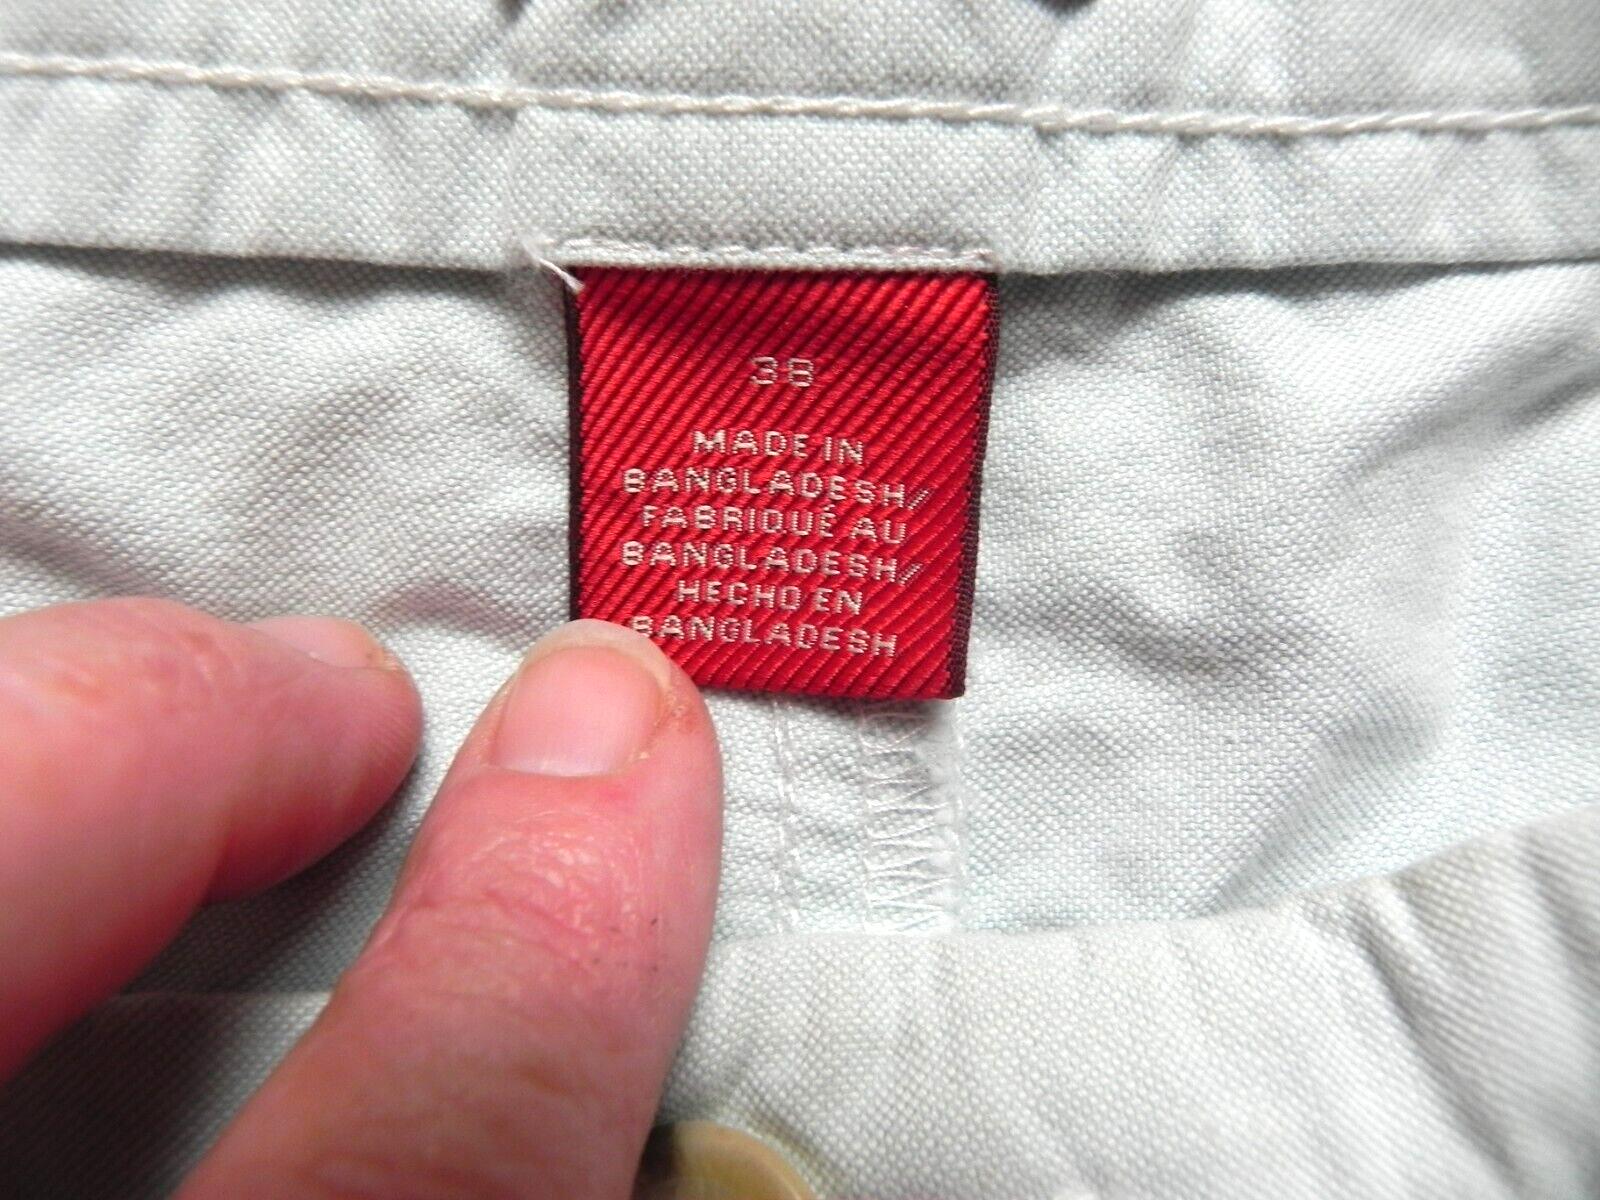 38
MADE IN
BANGLADESH/
FABRIQUÉ AU
BANGLADESH/
HECHO EN
BANGLADESH